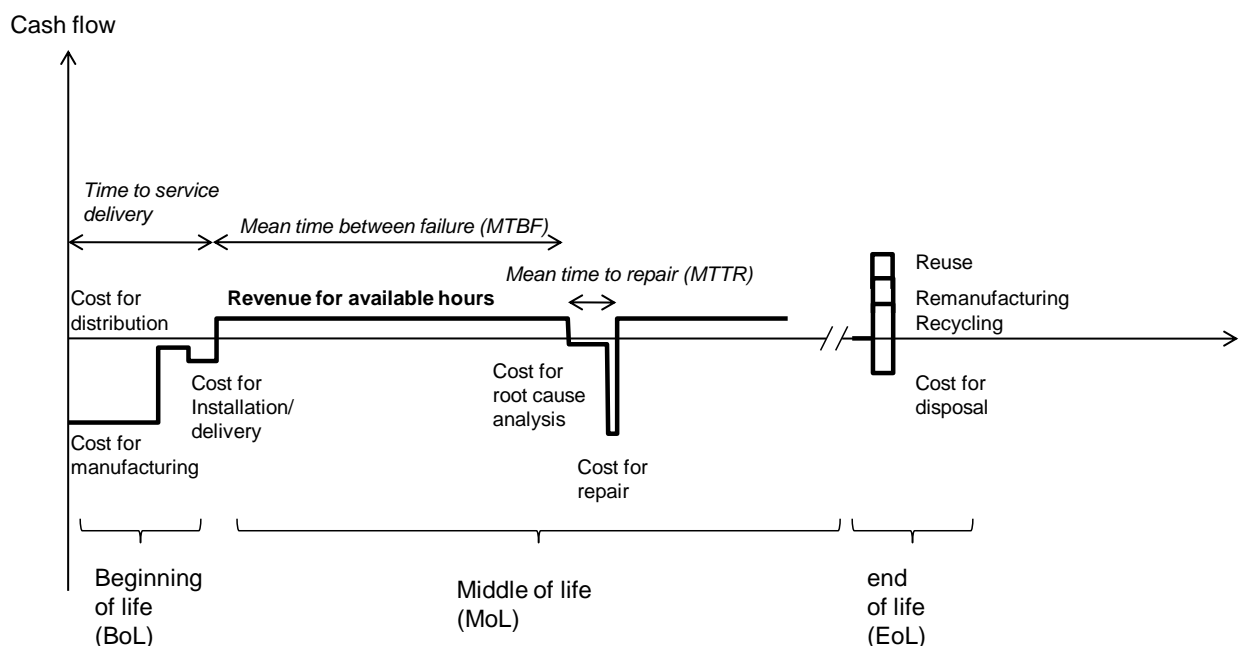 Cash flow
Time to service
delivery
Mean time between failure (MTBF)
Mean time to repair (MTTR)
Cost for
distribution
Revenue for available hours
Reuse
Remanufacturing
Recycling
Cost for
Installation/
delivery
Cost for
root cause
analysis
Cost for
disposal
Cost for
manufacturing
Cost for
repair
Beginning
of life
(BoL)
Middle of life
(MoL)
end
of life
(EoL)